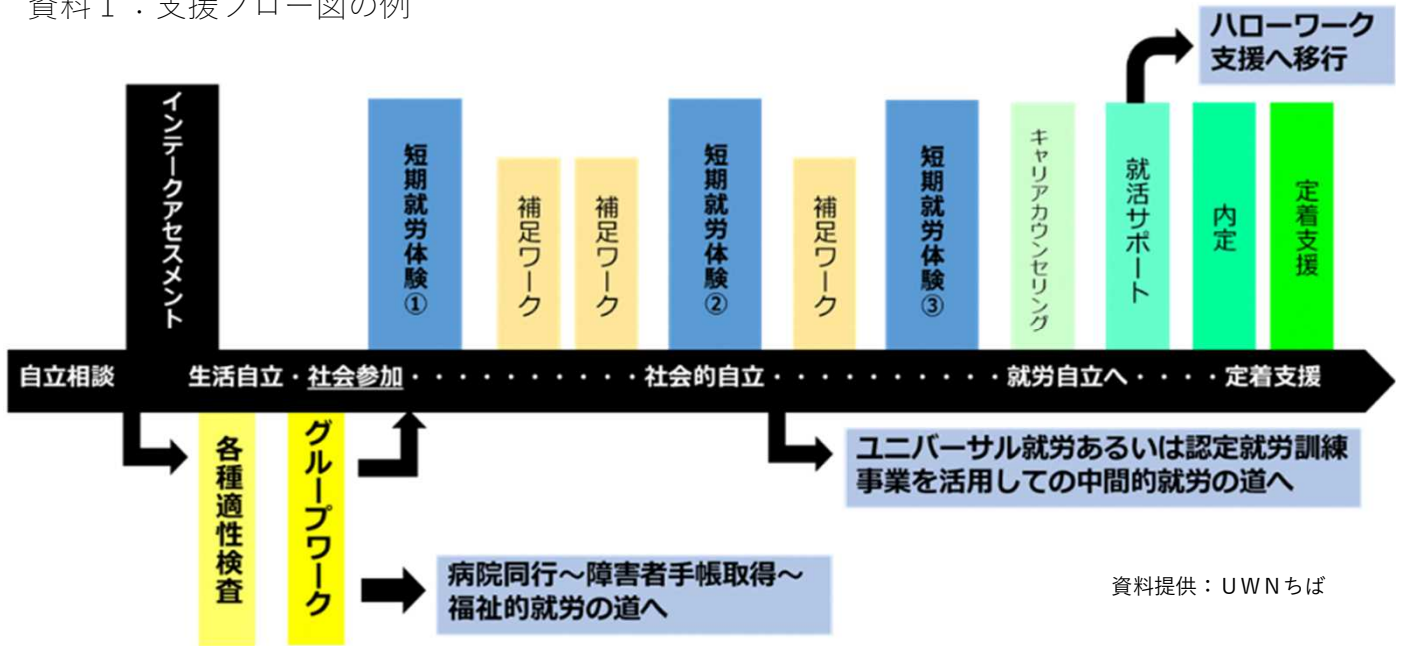 資料１：支援フロー図の例
ハローワーク
支援へ移行
インテークアセスメント
短期就労体験①
補足ワーク
補足ワーク
短期就労体験②
補足ワーク
短期就労体験③
キャリアカウンセリング
就活サポート
内定
定着支援
自立相談 生活自立・社会参加・・・・・・・・・・社会的自立・・・・・・・・・・就労自立へ・・・・定着支援
各種適性検査
グループワーク
ユニバーサル就労あるいは認定就労訓練
事業を活用しての中間的就労の道へ
病院同行～障害者手帳取得～
福祉的就労の道へ
資料提供：ＵＷＮちば